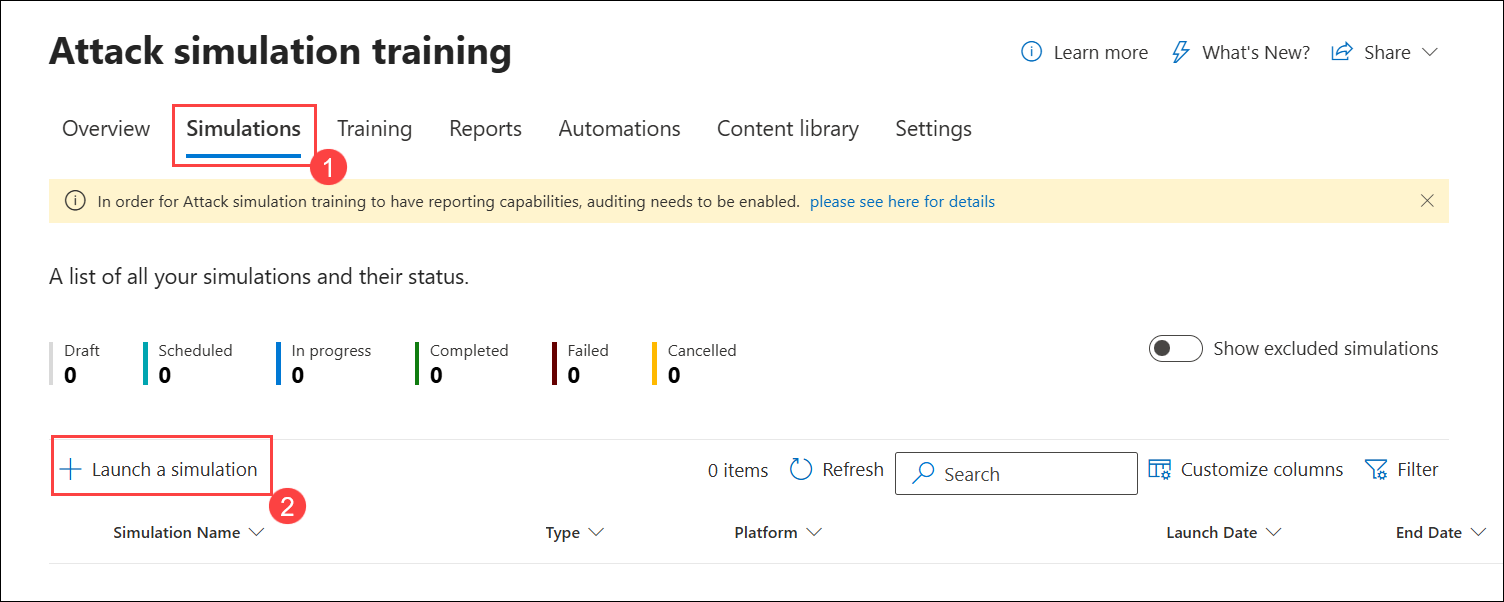 Attack simulation training
Learn more What's New? Share
Overview Simulations Training Reports Automations Content library Settings
1
In order for Attack simulation training to have reporting capabilities, auditing needs to be enabled. please see here for details
A list of all your simulations and their status.
Draft Scheduled In progress Completed Failed Cancelled
0 0 0 0 0 0
Show excluded simulations
Launch a simulation 0 items Refresh Search Customize columns Filter
2
Simulation Name Type Platform Launch Date End Date